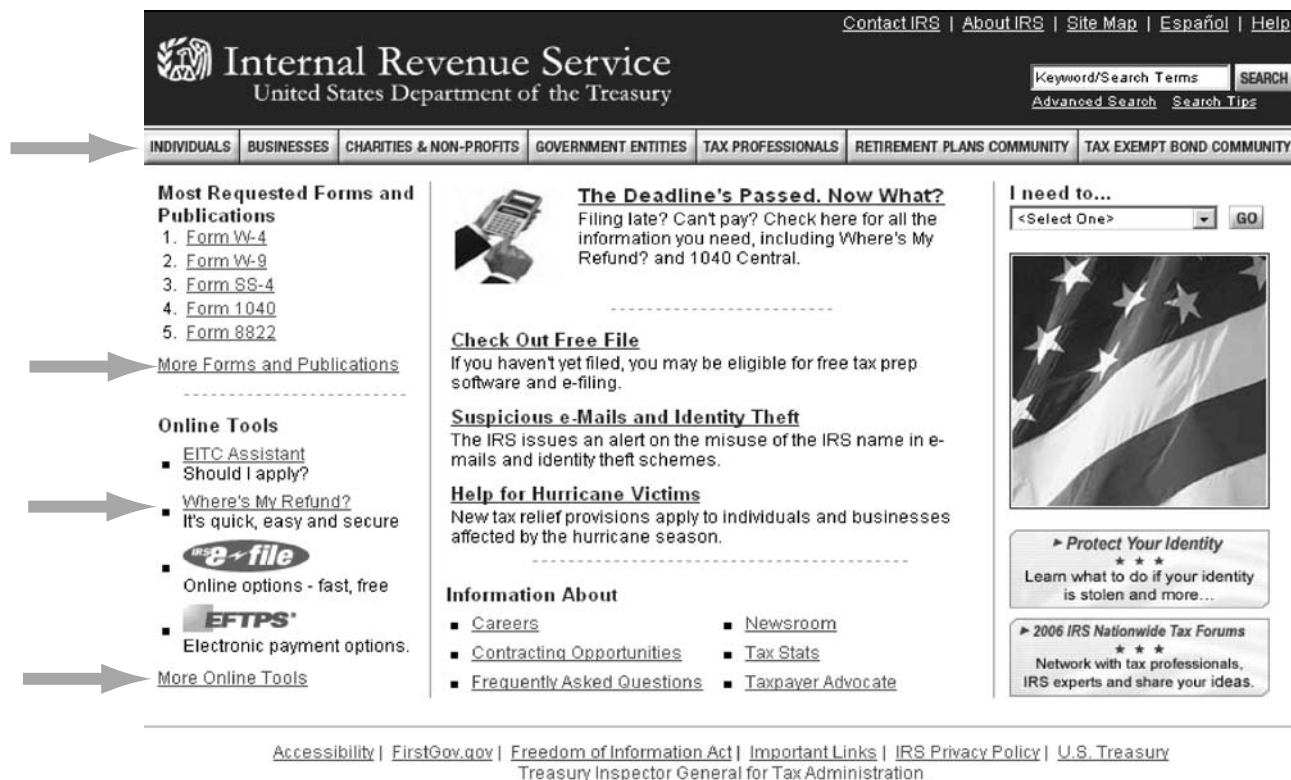 Contact IRS | About IRS | Site Map | Español | Help
Internal Revenue Service
United States Department of the Treasury
Keyword/Search Terms SEARCH
Advanced Search Search Tips
INDIVIDUALS BUSINESSES CHARITIES & NON-PROFITS GOVERNMENT ENTITIES TAX PROFESSIONALS RETIREMENT PLANS COMMUNITY TAX EXEMPT BOND COMMUNITY
Most Requested Forms and
Publications
1. Form W-4
2. Form W-9
3. Form SS-4
4. Form 1040
5. Form 8822
More Forms and Publications
Online Tools
EITC Assistant
Should I apply?
Where's My Refund?
It's quick, easy and secure
IRS e-file
Online options - fast, free
EFTPS
Electronic payment options.
More Online Tools
The Deadline's Passed. Now What?
Filing late? Can't pay? Check here for all the
information you need, including Where's My
Refund? and 1040 Central.
Check Out Free File
If you haven't yet filed, you may be eligible for free tax prep
software and e-filing.
Suspicious e-Mails and Identity Theft
The IRS issues an alert on the misuse of the IRS name in e-
mails and identity theft schemes.
Help for Hurricane Victims
New tax relief provisions apply to individuals and businesses
affected by the hurricane season.
Information About
Careers
Contracting Opportunities
Frequently Asked Questions
Newsroom
Tax Stats
Taxpayer Advocate
I need to...
<Select One> GO
Protect Your Identity
Learn what to do if your identity
is stolen and more...
2006 IRS Nationwide Tax Forums
Network with tax professionals,
IRS experts and share your ideas.
Accessibility | FirstGov.gov | Freedom of Information Act | Important Links | IRS Privacy Policy | U.S. Treasury
Treasury Inspector General for Tax Administration